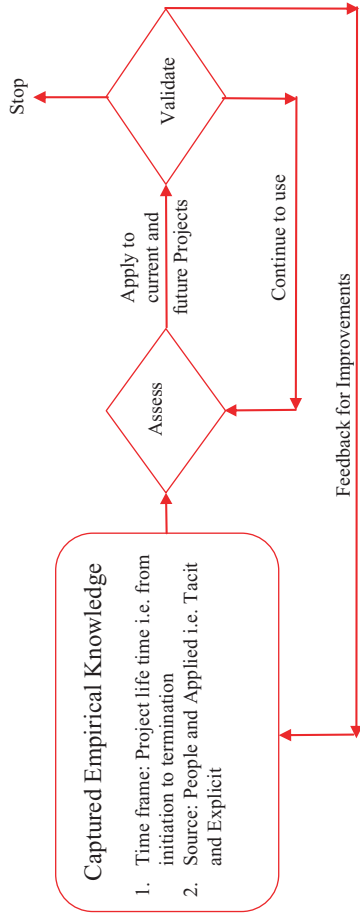 Captured Empirical Knowledge
1. Time frame: Project life time i.e. from
initiation to termination
2. Source: People and Applied i.e. Tacit
and Explicit
Assess
Apply to
current and
future Projects
Validate
Stop
Continue to use
Feedback for Improvements